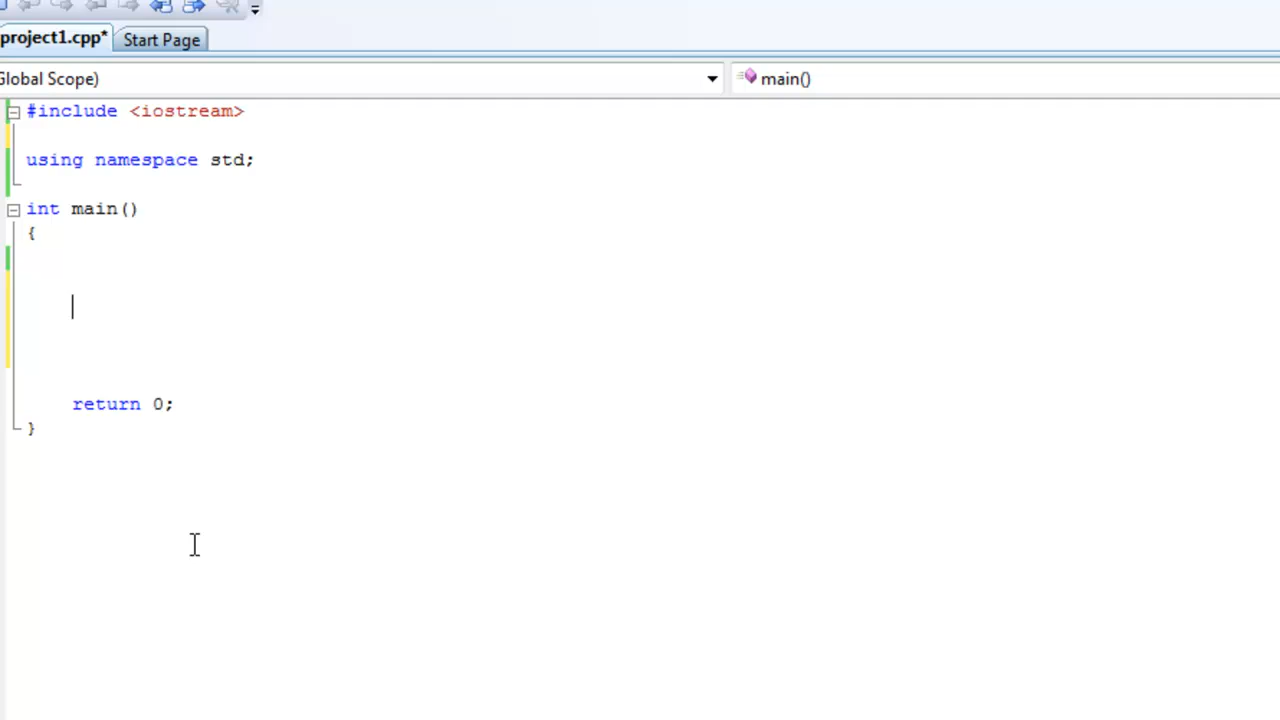 project1.cpp* Start Page
Global Scope) main()
#include <iostream>
using namespace std;
int main()
{
return 0;
}